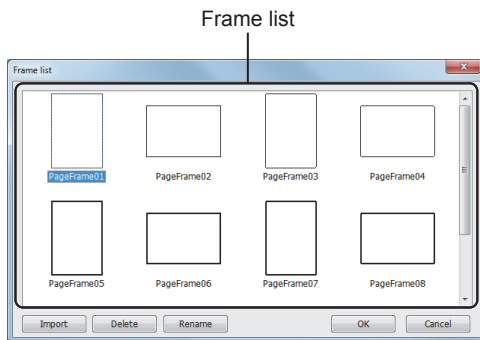 Frame list
Frame list
PageFrame01 PageFrame02 PageFrame03 PageFrame04
PageFrame05 PageFrame06 PageFrame07 PageFrame08
Import Delete Rename OK Cancel